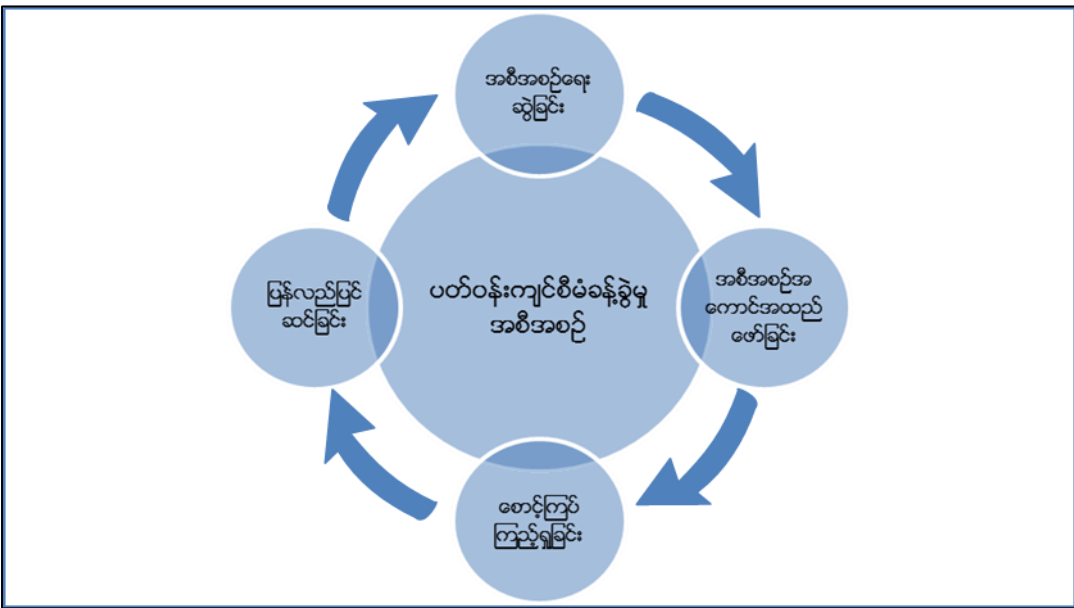 အစီအစဉ်ရေး
ဆွဲခြင်း
ပြန်လည်ပြင်
ဆင်ခြင်း
ပတ်ဝန်းကျင်စီမံခန့်ခွဲမှု
အစီအစဉ်
အစီအစဉ်အ
ကောင်အထည်
ဖော်ခြင်း
စောင့်ကြပ်
ကြည့်ရှုခြင်း